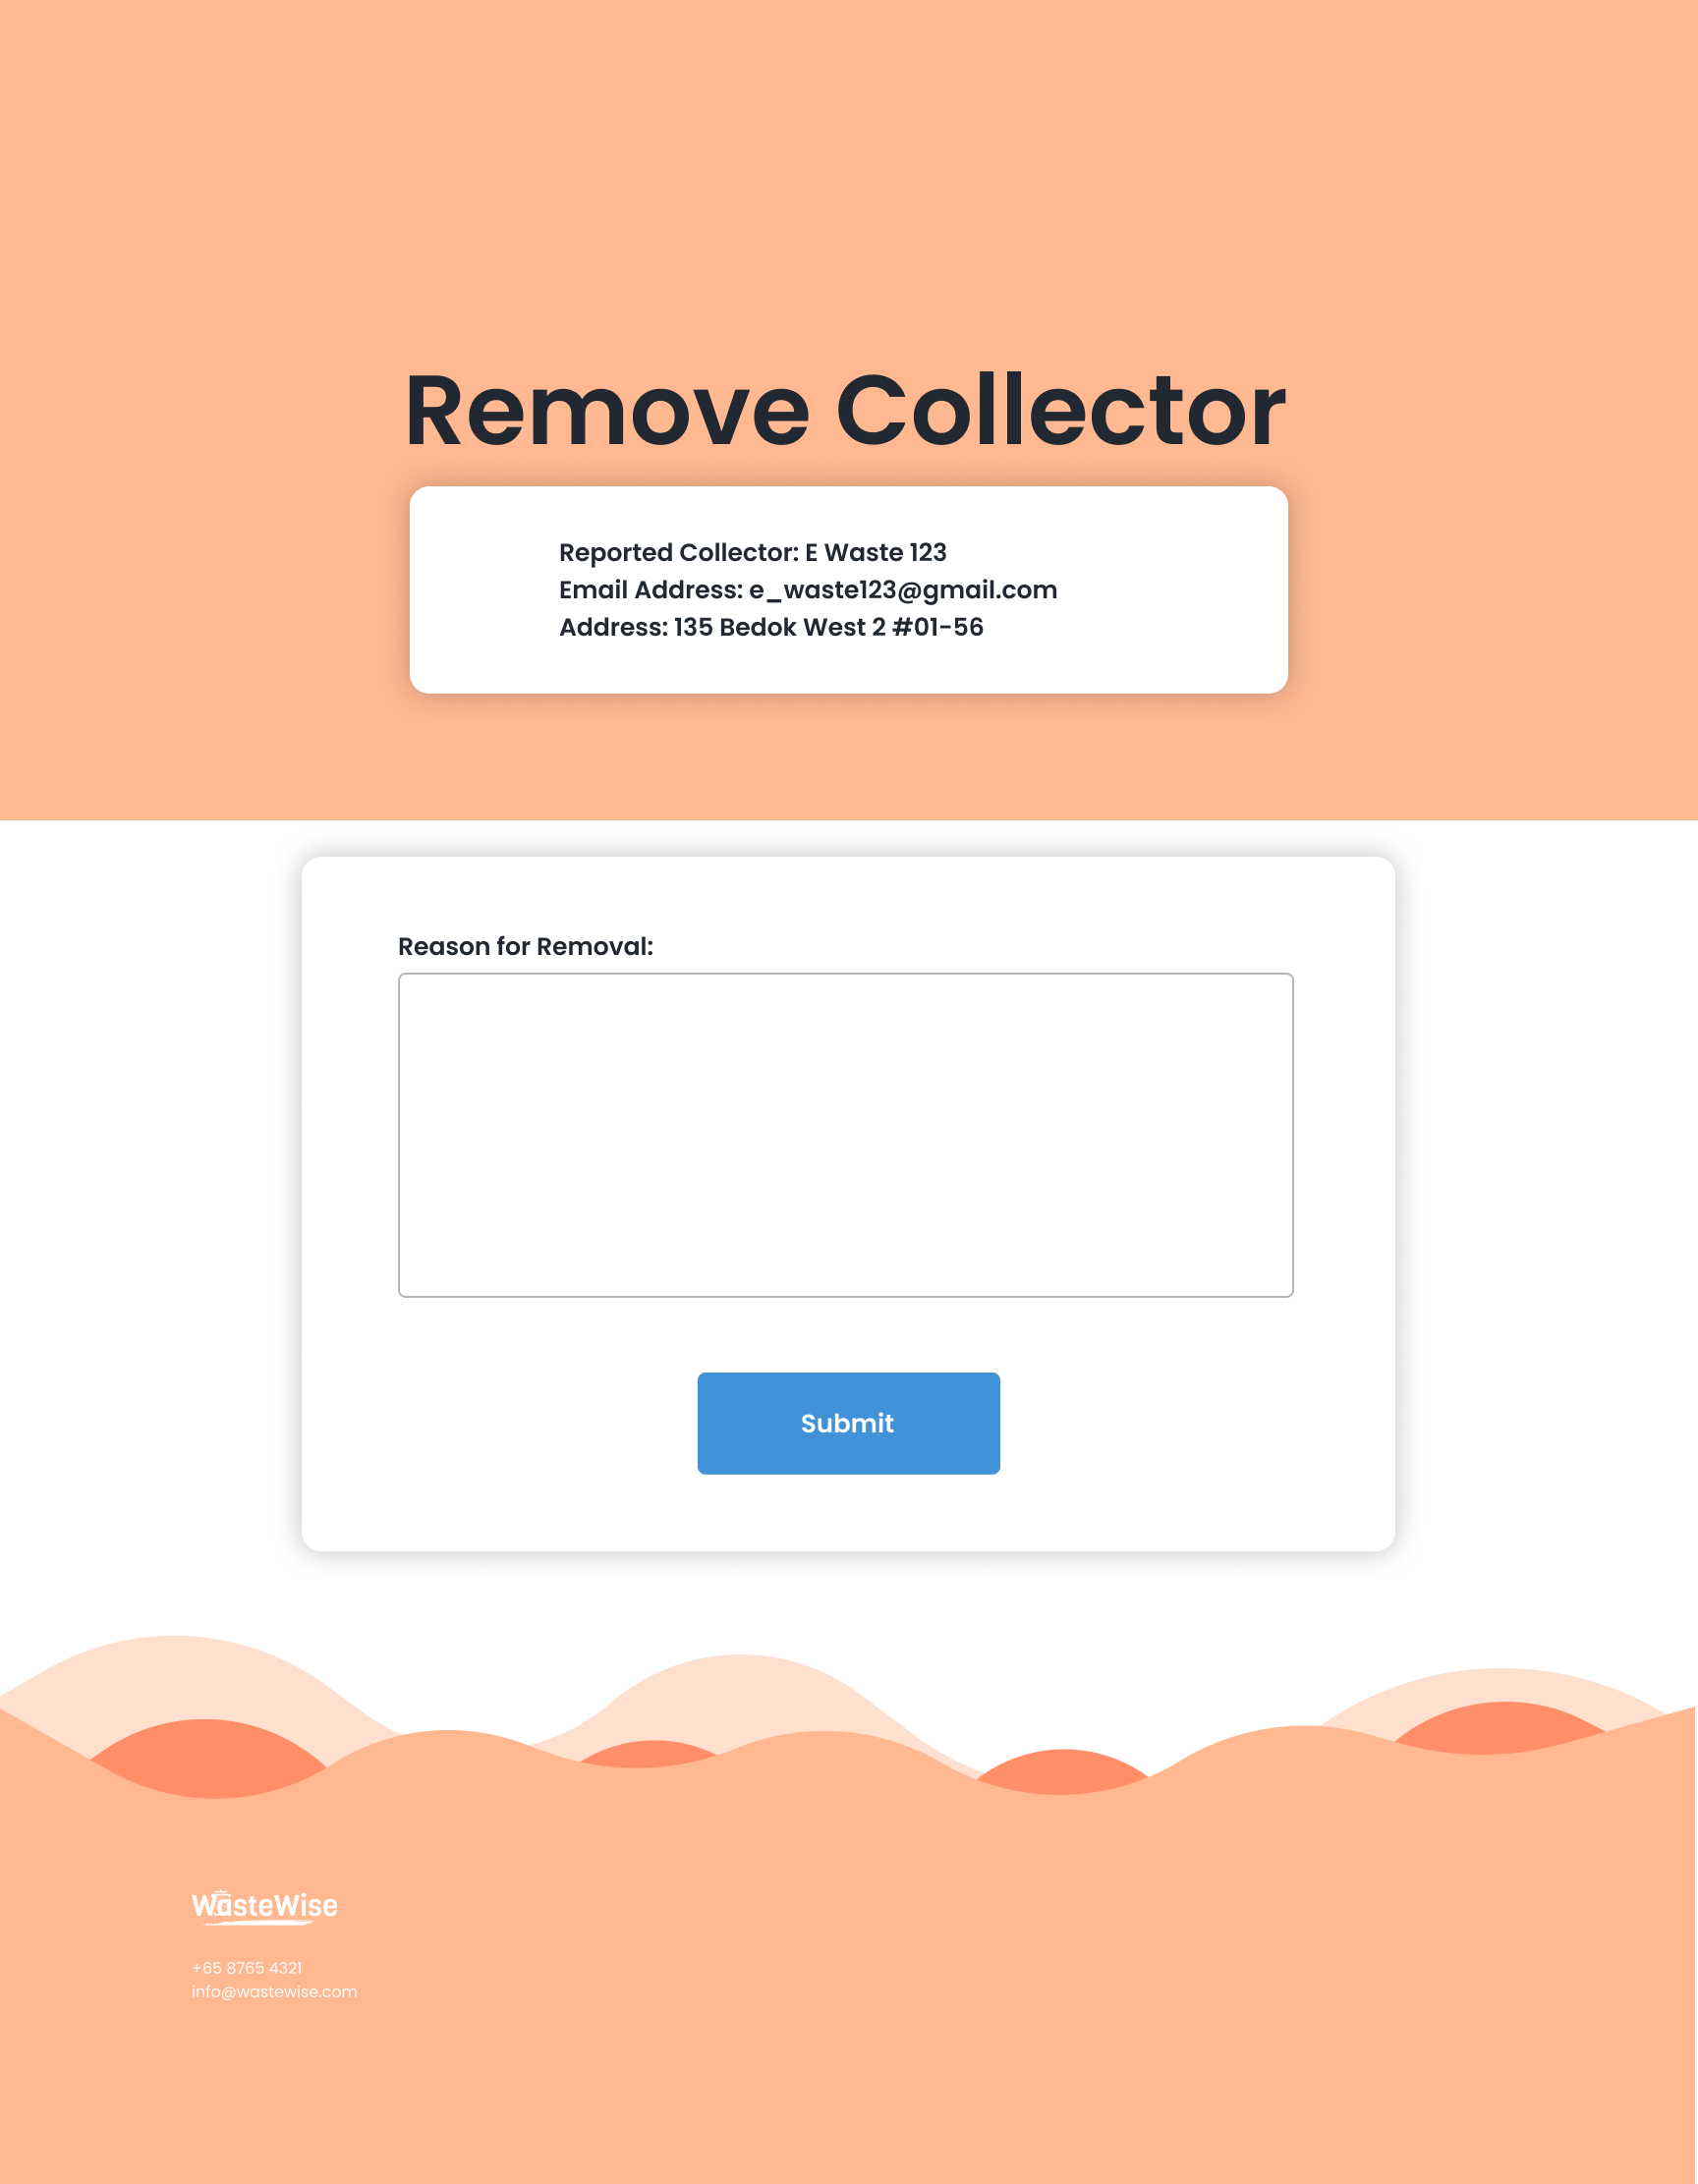 Remove Collector
Reported Collector: E Waste 123
Email Address: e_waste123@gmail.com
Address: 135 Bedok West 2 #01-56
Reason for Removal:
Submit
WasteWise
+65 8765 4321
info@wastewise.com